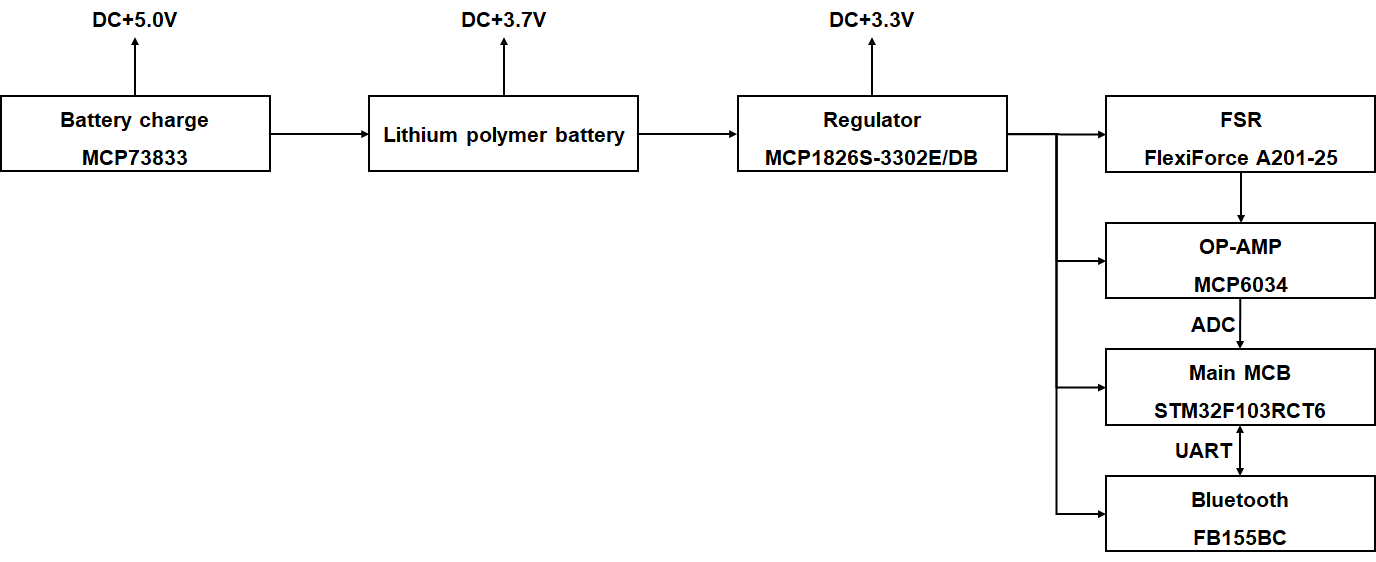 DC+5.0V
DC+3.7V
DC+3.3V
Battery charge
MCP73833
Lithium polymer battery
Regulator
MCP1826S-3302E/DB
FSR
FlexiForce A201-25
OP-AMP
MCP6034
ADC
Main MCB
STM32F103RCT6
UART
Bluetooth
FB155BC